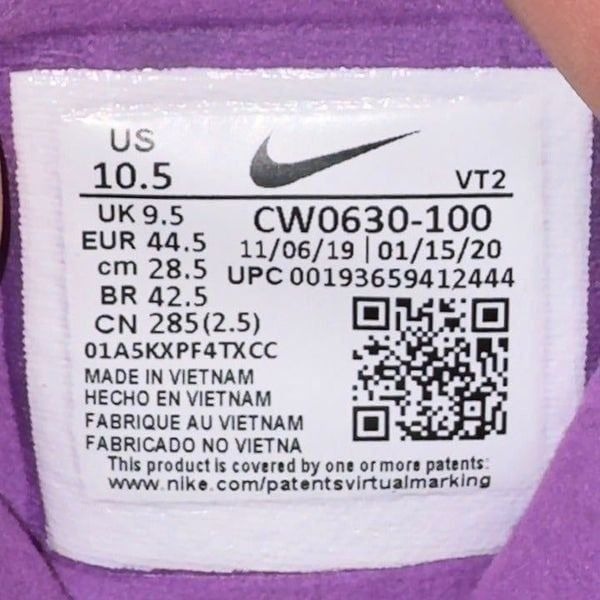 US
10.5
VT2
UK 9.5
CW0630-100
EUR 44.5
11/06/19 | 01/15/20
cm 28.5
UPC 00193659412444
BR 42.5
CN 285(2.5)
01A5KXPF4TXCC
MADE IN VIETNAM
HECHO EN VIETNAM
FABRIQUE AU VIETNAM
FABRICADO NO VIETNA
This product is covered by one or more patents:
www.nike.com/patentsvirtualmarking